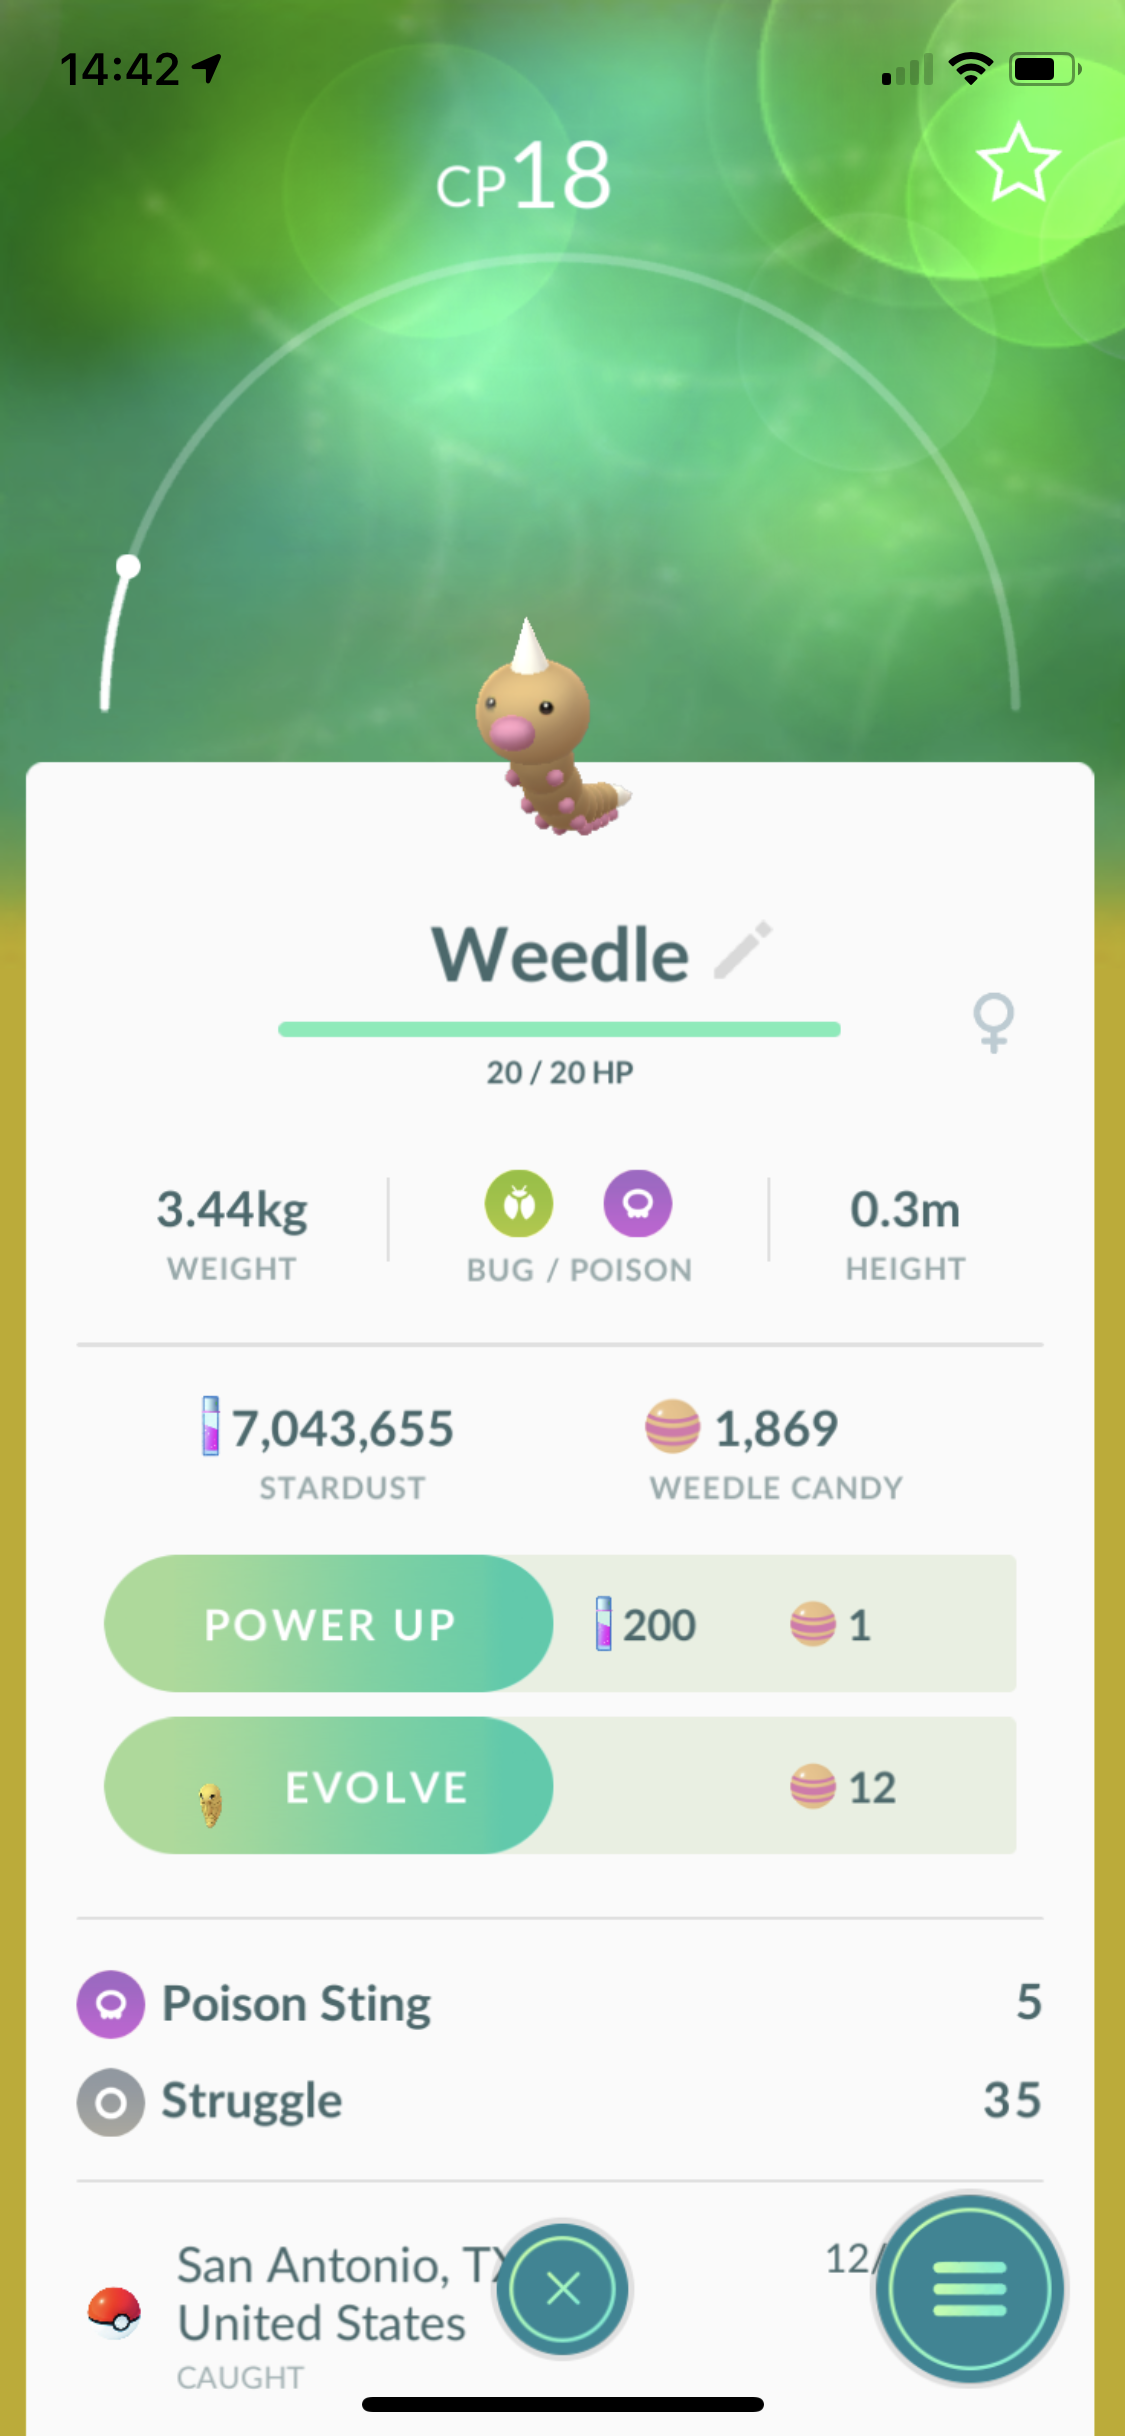 14:42
CP18
Weedle
20 / 20 HP
3.44kg
WEIGHT
BUG / POISON
0.3m
HEIGHT
7,043,655
STARDUST
1,869
WEEDLE CANDY
POWER UP 200 1
EVOLVE 12
Poison Sting 5
Struggle 35
San Antonio, TX 12/
United States
CAUGHT